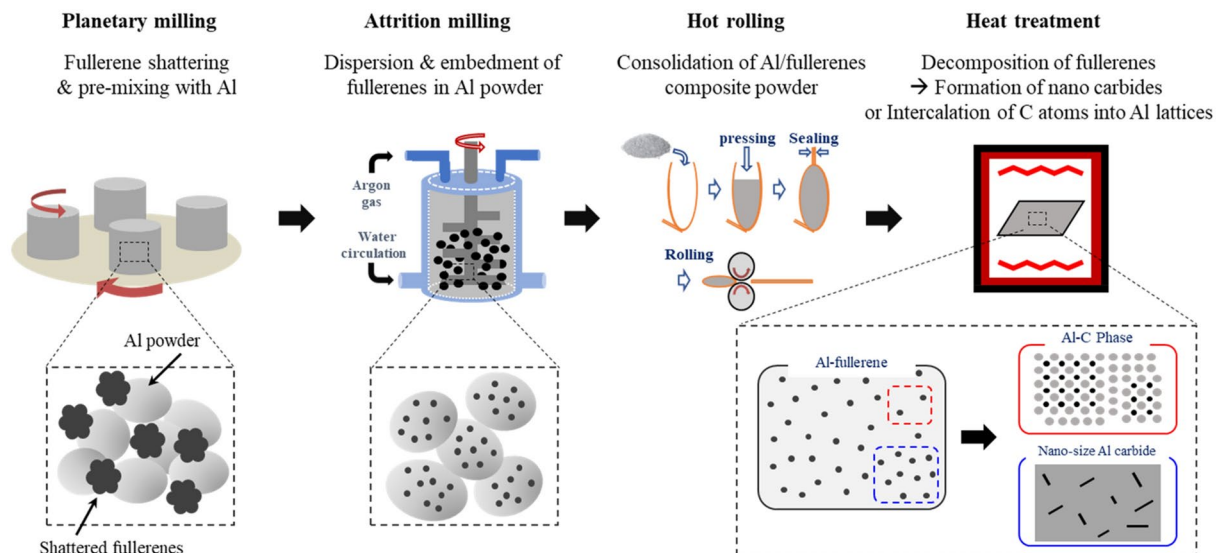 Planetary milling
Fullerene shattering
& pre-mixing with Al
Al powder
Shattered fullerenes
Attrition milling
Dispersion & embedment of
fullerenes in Al powder
Argon
gas
Water
circulation
Hot rolling
Consolidation of Al/fullerenes
composite powder
pressing
Sealing
Rolling
Heat treatment
Decomposition of fullerenes
→ Formation of nano carbides
or Intercalation of C atoms into Al lattices
Al-fullerene
Al-C Phase
Nano-size Al carbide